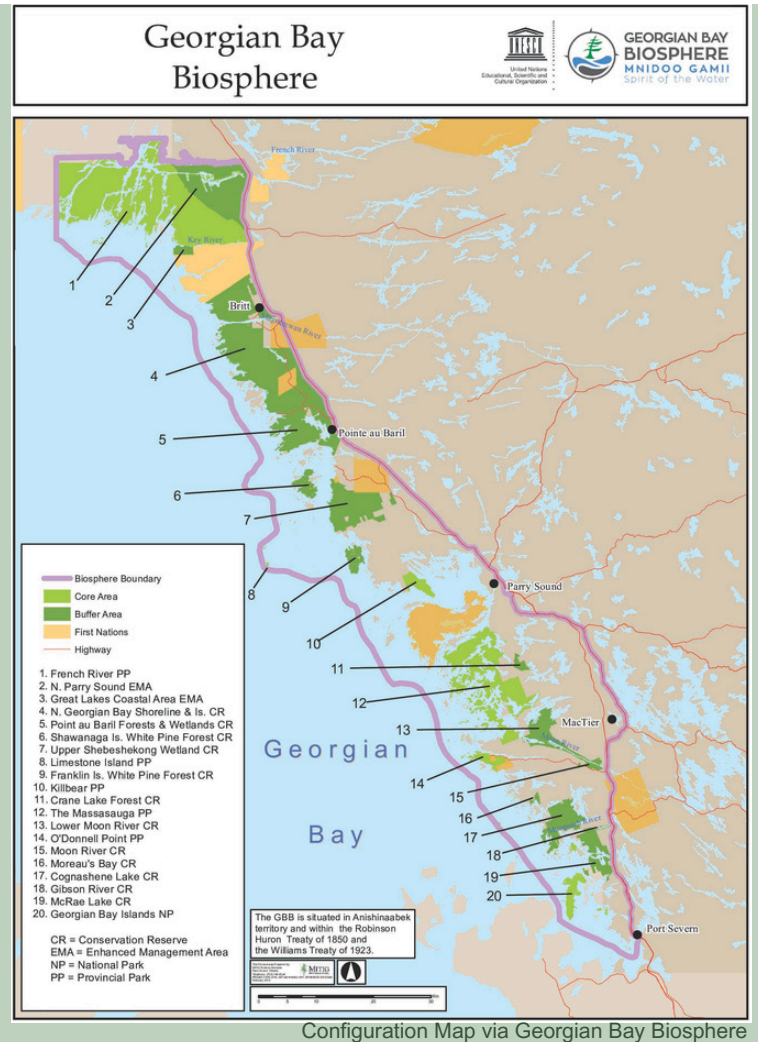 Georgian Bay
Biosphere
United Nations
Educational, Scientific and
Cultural Organization
GEORGIAN BAY
BIOSPHERE
MNIDOO GAMII
Spirit of the Water
French River
Key River
Britt
River
Pointe au Baril
Parry Sound
MacTier
River
River
Port Severn
1
2
3
4
5
6
7
8
9
10
11
12
13
14
15
16
17
18
19
20
Georgian
Bay
Biosphere Boundary
Core Area
Buffer Area
First Nations
Highway
1. French River PP
2. N. Parry Sound EMA
3. Great Lakes Coastal Area EMA
4. N. Georgian Bay Shoreline & Is. CR
5. Point au Baril Forests & Wetlands CR
6. Shawanaga Is. White Pine Forest CR
7. Upper Shebeshekong Wetland CR
8. Limestone Island PP
9. Franklin Is. White Pine Forest CR
10. Killbear PP
11. Crane Lake Forest CR
12. The Massasauga PP
13. Lower Moon River CR
14. O'Donnell Point PP
15. Moon River CR
16. Moreau's Bay CR
17. Cognashene Lake CR
18. Gibson River CR
19. McRae Lake CR
20. Georgian Bay Islands NP
CR = Conservation Reserve
EMA = Enhanced Management Area
NP = National Park
PP = Provincial Park
The GBB is situated in Anishinaabek
territory and within the Robinson
Huron Treaty of 1850 and
the Williams Treaty of 1923.
Configuration Map via Georgian Bay Biosphere